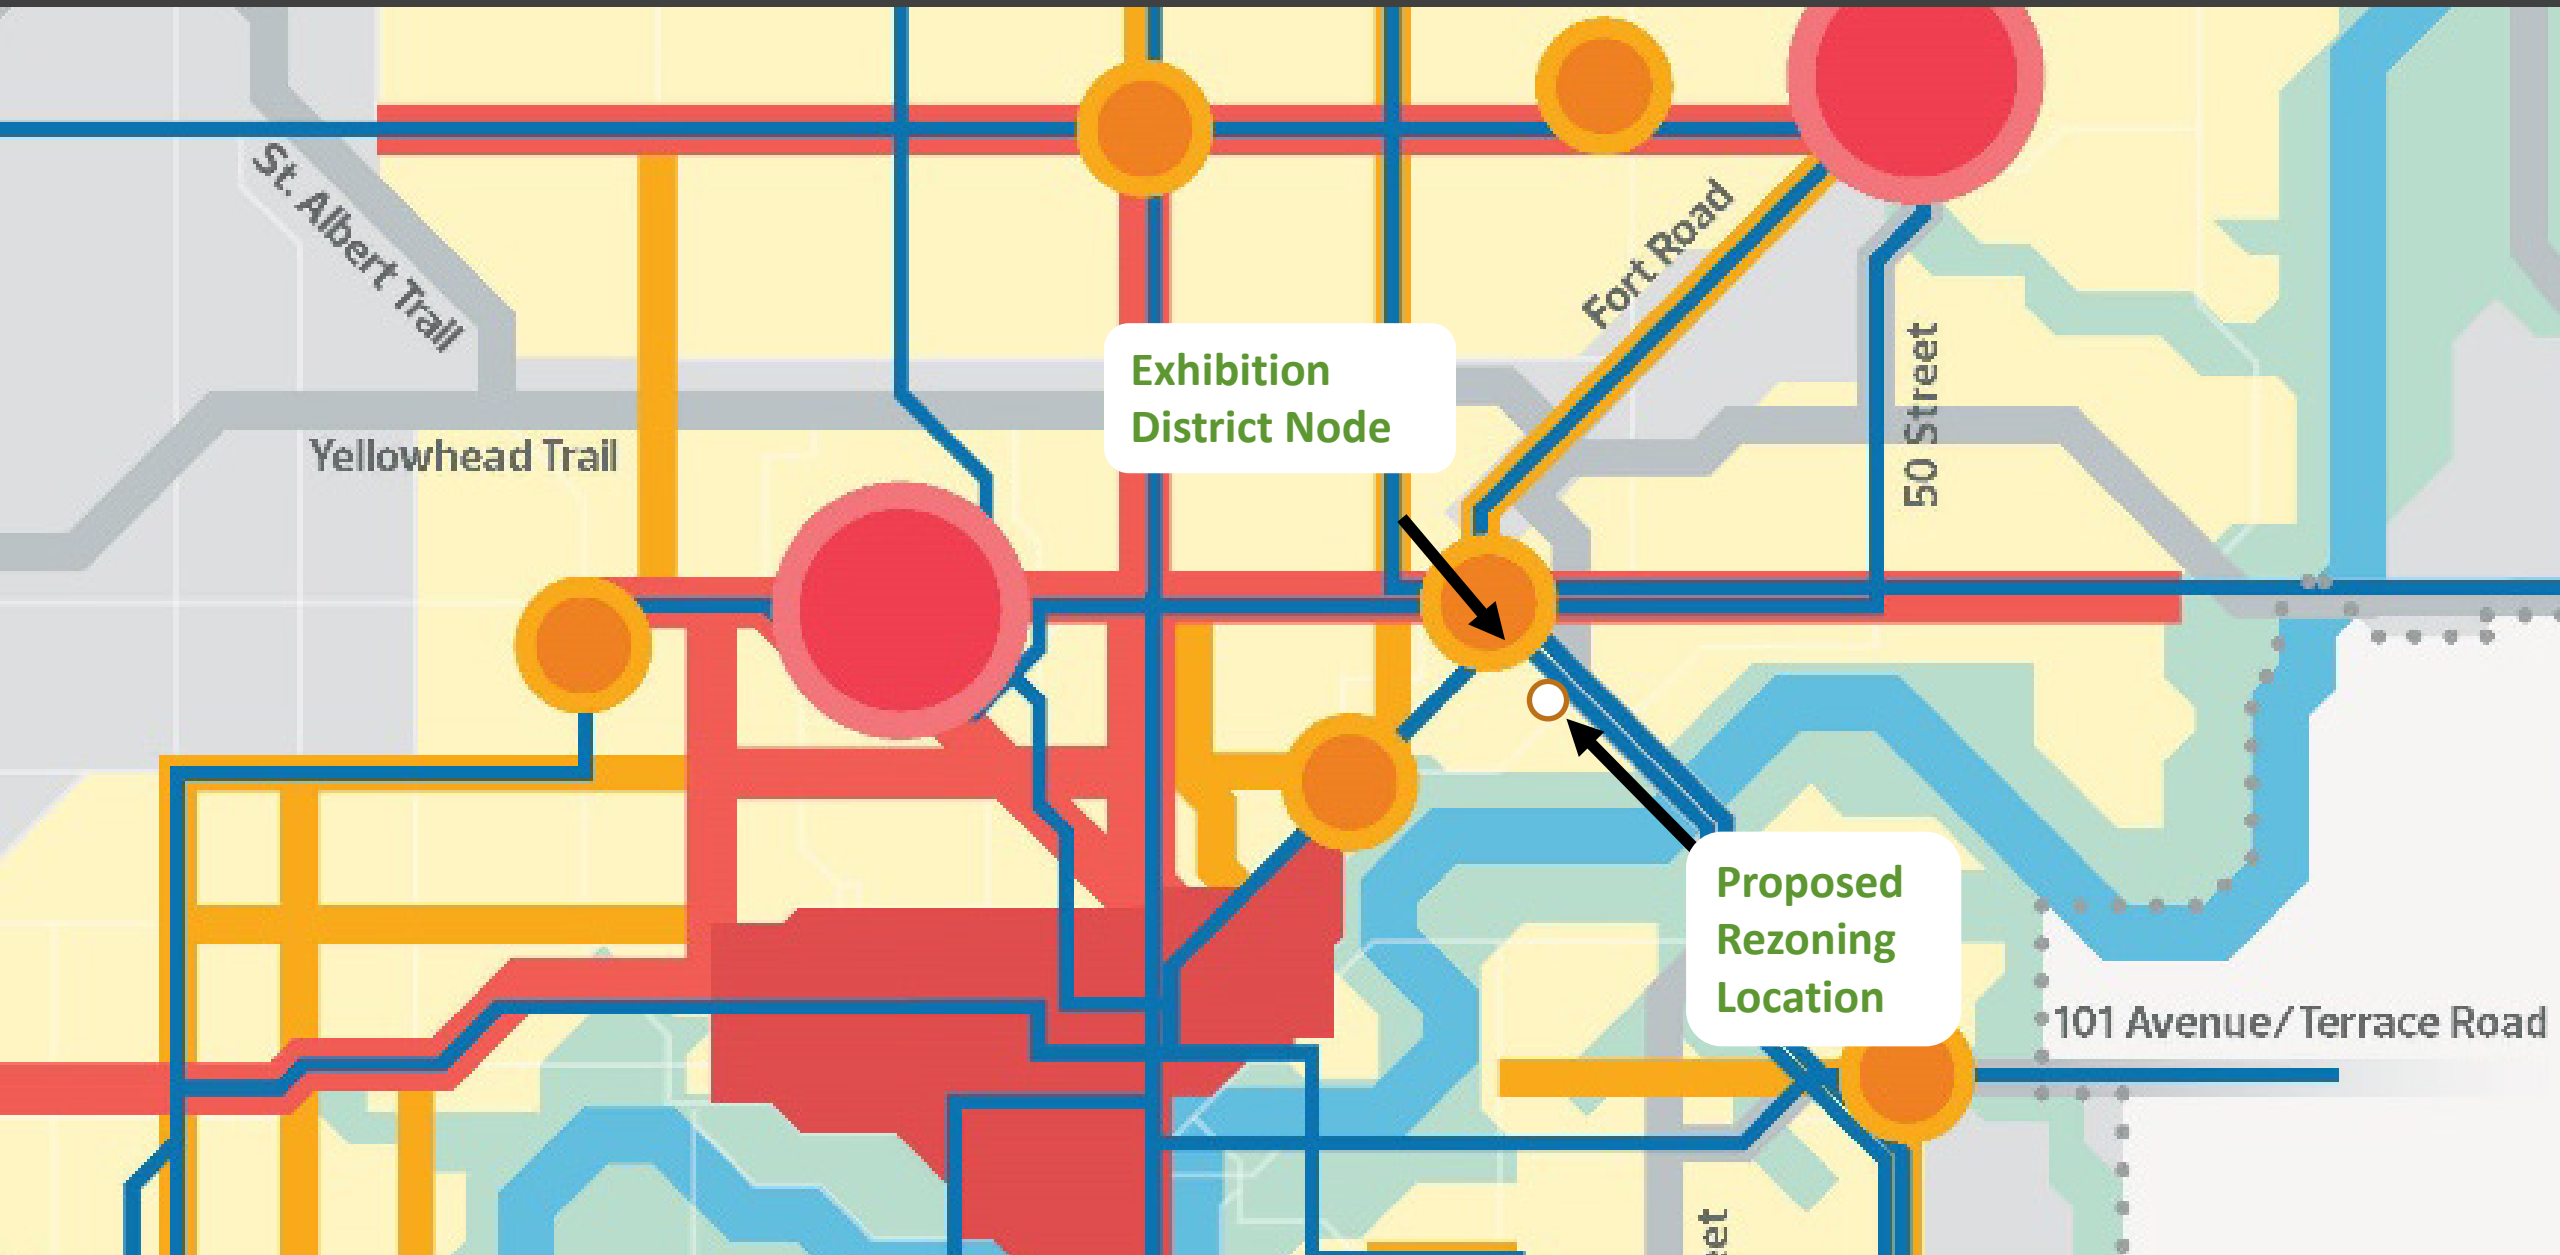 St. Albert Trail
Fort Road
Exhibition
District Node
50 Street
Yellowhead Trail
Proposed
Rezoning
Location
101 Avenue/Terrace Road
eet